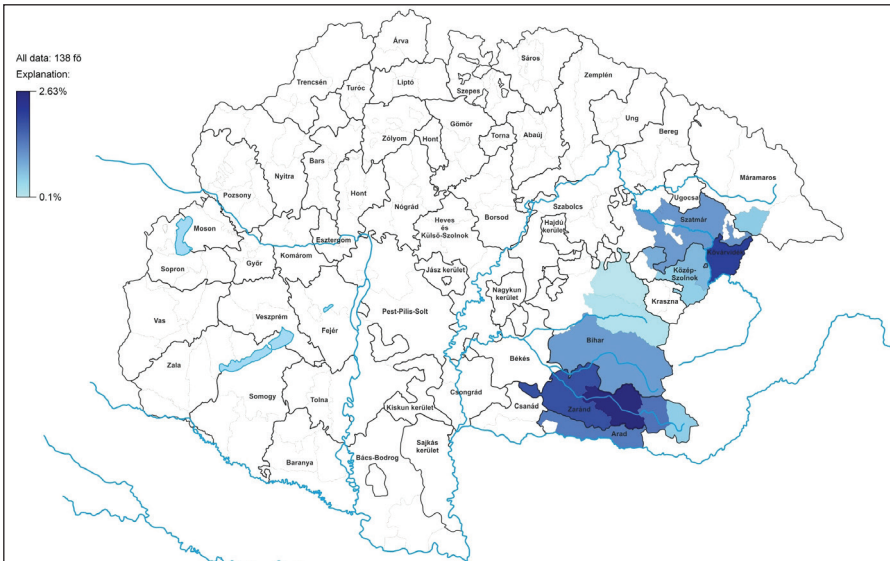 All data: 138 fö
Explanation:
2.63%
0.1%
Árva
Sáros
Zemplén
Trencsén
Turóc
Liptó
Szepes
Gömör
Ung
Zólyom
Hont
Torna
Abaúj
Bereg
Bars
Nyitra
Máramaros
Pozsony
Hont
Ugocsa
Nógrád
Szabolcs
Borsod
Szatmár
Moson
Heves
és
Külső-Szolnok
Hajdú
kerület
Esztergom
Komárom
Győr
Sopron
Jász kerület
Közép-
Szolnok
Nagykun
kerület
Kraszna
Vas
Veszprém
Fejér
Pest-Pilis-Solt
Bihar
Békés
Zala
Csongrád
Somogy
Tolna
Csanád
Kiskun kerület
Zaránd
Arad
Sajkás
kerület
Baranya
Bács-Bodrog